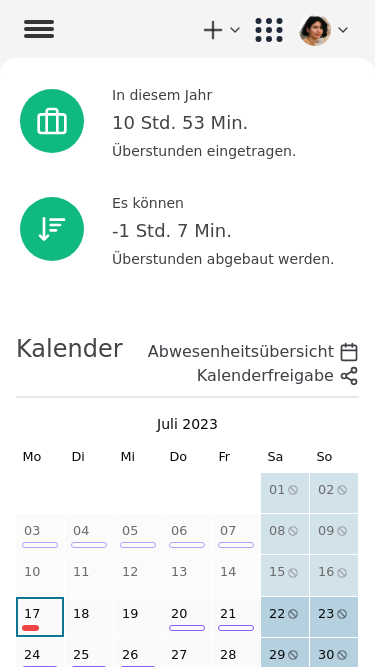 In diesem Jahr
10 Std. 53 Min.
Überstunden eingetragen.
Es können
-1 Std. 7 Min.
Überstunden abgebaut werden.
Kalender
Abwesenheitsübersicht
Kalenderfreigabe
Juli 2023
Mo Di Mi Do Fr Sa So
01 02
03 04 05 06 07 08 09
10 11 12 13 14 15 16
17 18 19 20 21 22 23
24 25 26 27 28 29 30